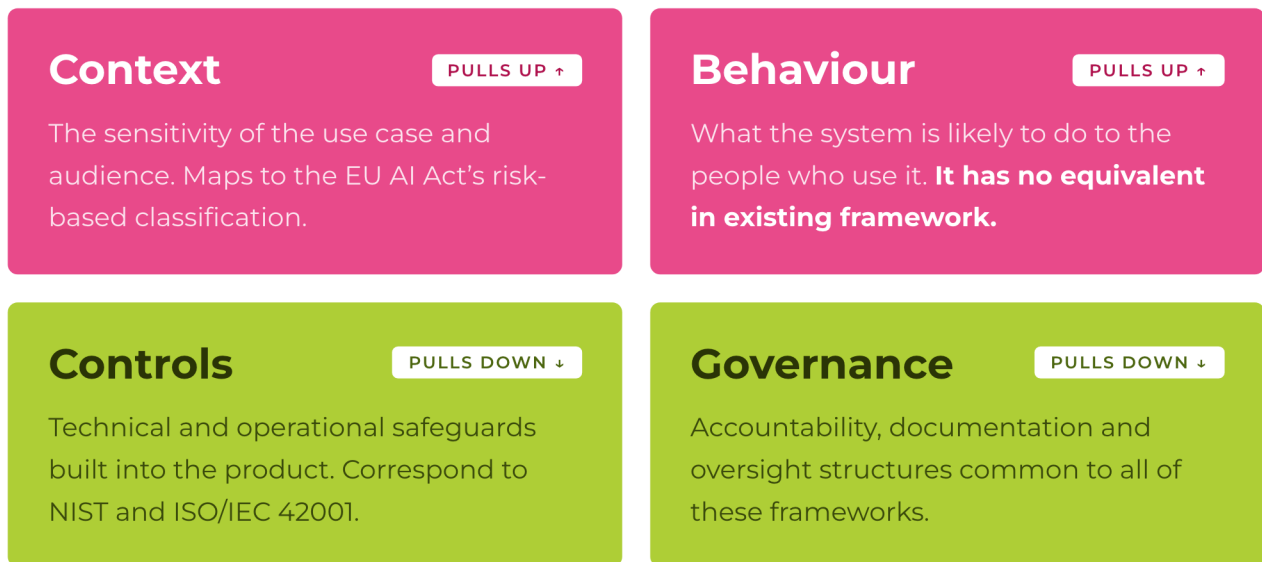 Context
PULLS UP ↑
The sensitivity of the use case and
audience. Maps to the EU AI Act’s risk-
based classification.
Behaviour
PULLS UP ↑
What the system is likely to do to the
people who use it. It has no equivalent
in existing framework.
Controls
PULLS DOWN ↓
Technical and operational safeguards
built into the product. Correspond to
NIST and ISO/IEC 42001.
Governance
PULLS DOWN ↓
Accountability, documentation and
oversight structures common to all of
these frameworks.